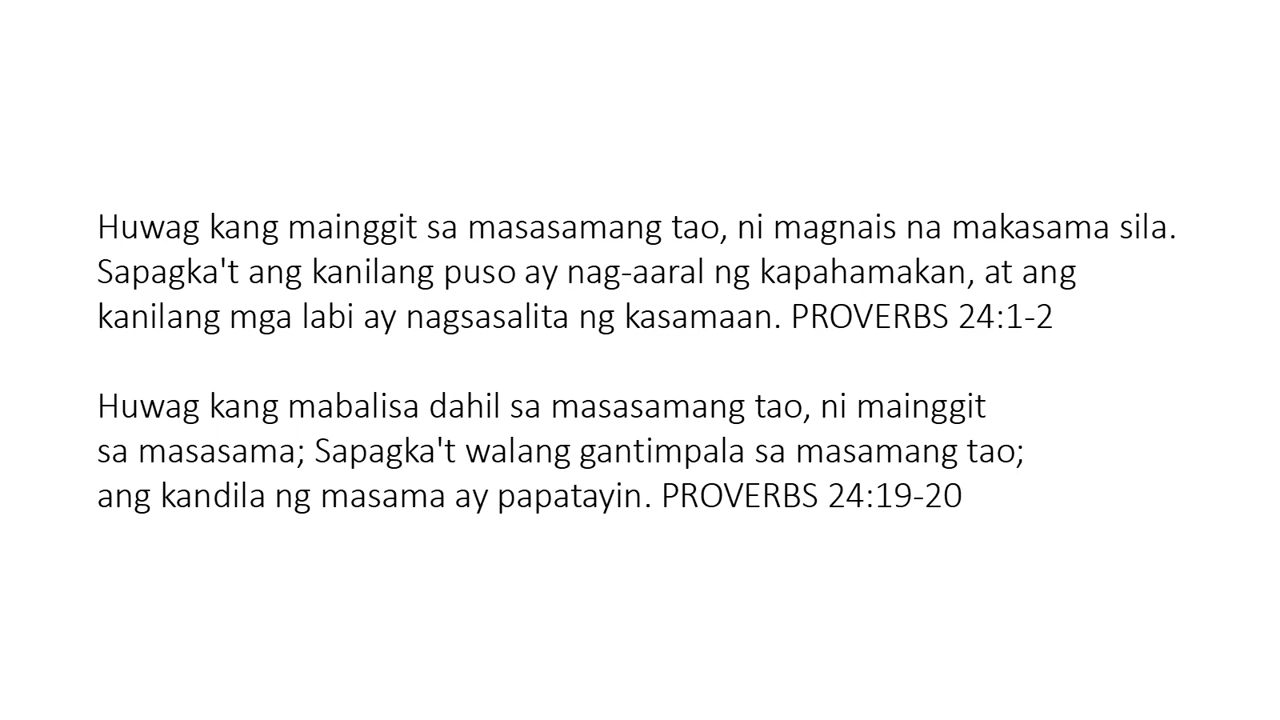 Huwag kang mainggit sa masasamang tao, ni magnais na makasama sila.
Sapagka't ang kanilang puso ay nag-aaral ng kapahamakan, at ang
kanilang mga labi ay nagsasalita ng kasamaan. PROVERBS 24:1-2
Huwag kang mabalisa dahil sa masasamang tao, ni mainggit
sa masasama; Sapagka't walang gantimpala sa masamang tao;
ang kandila ng masama ay papatayin. PROVERBS 24:19-20